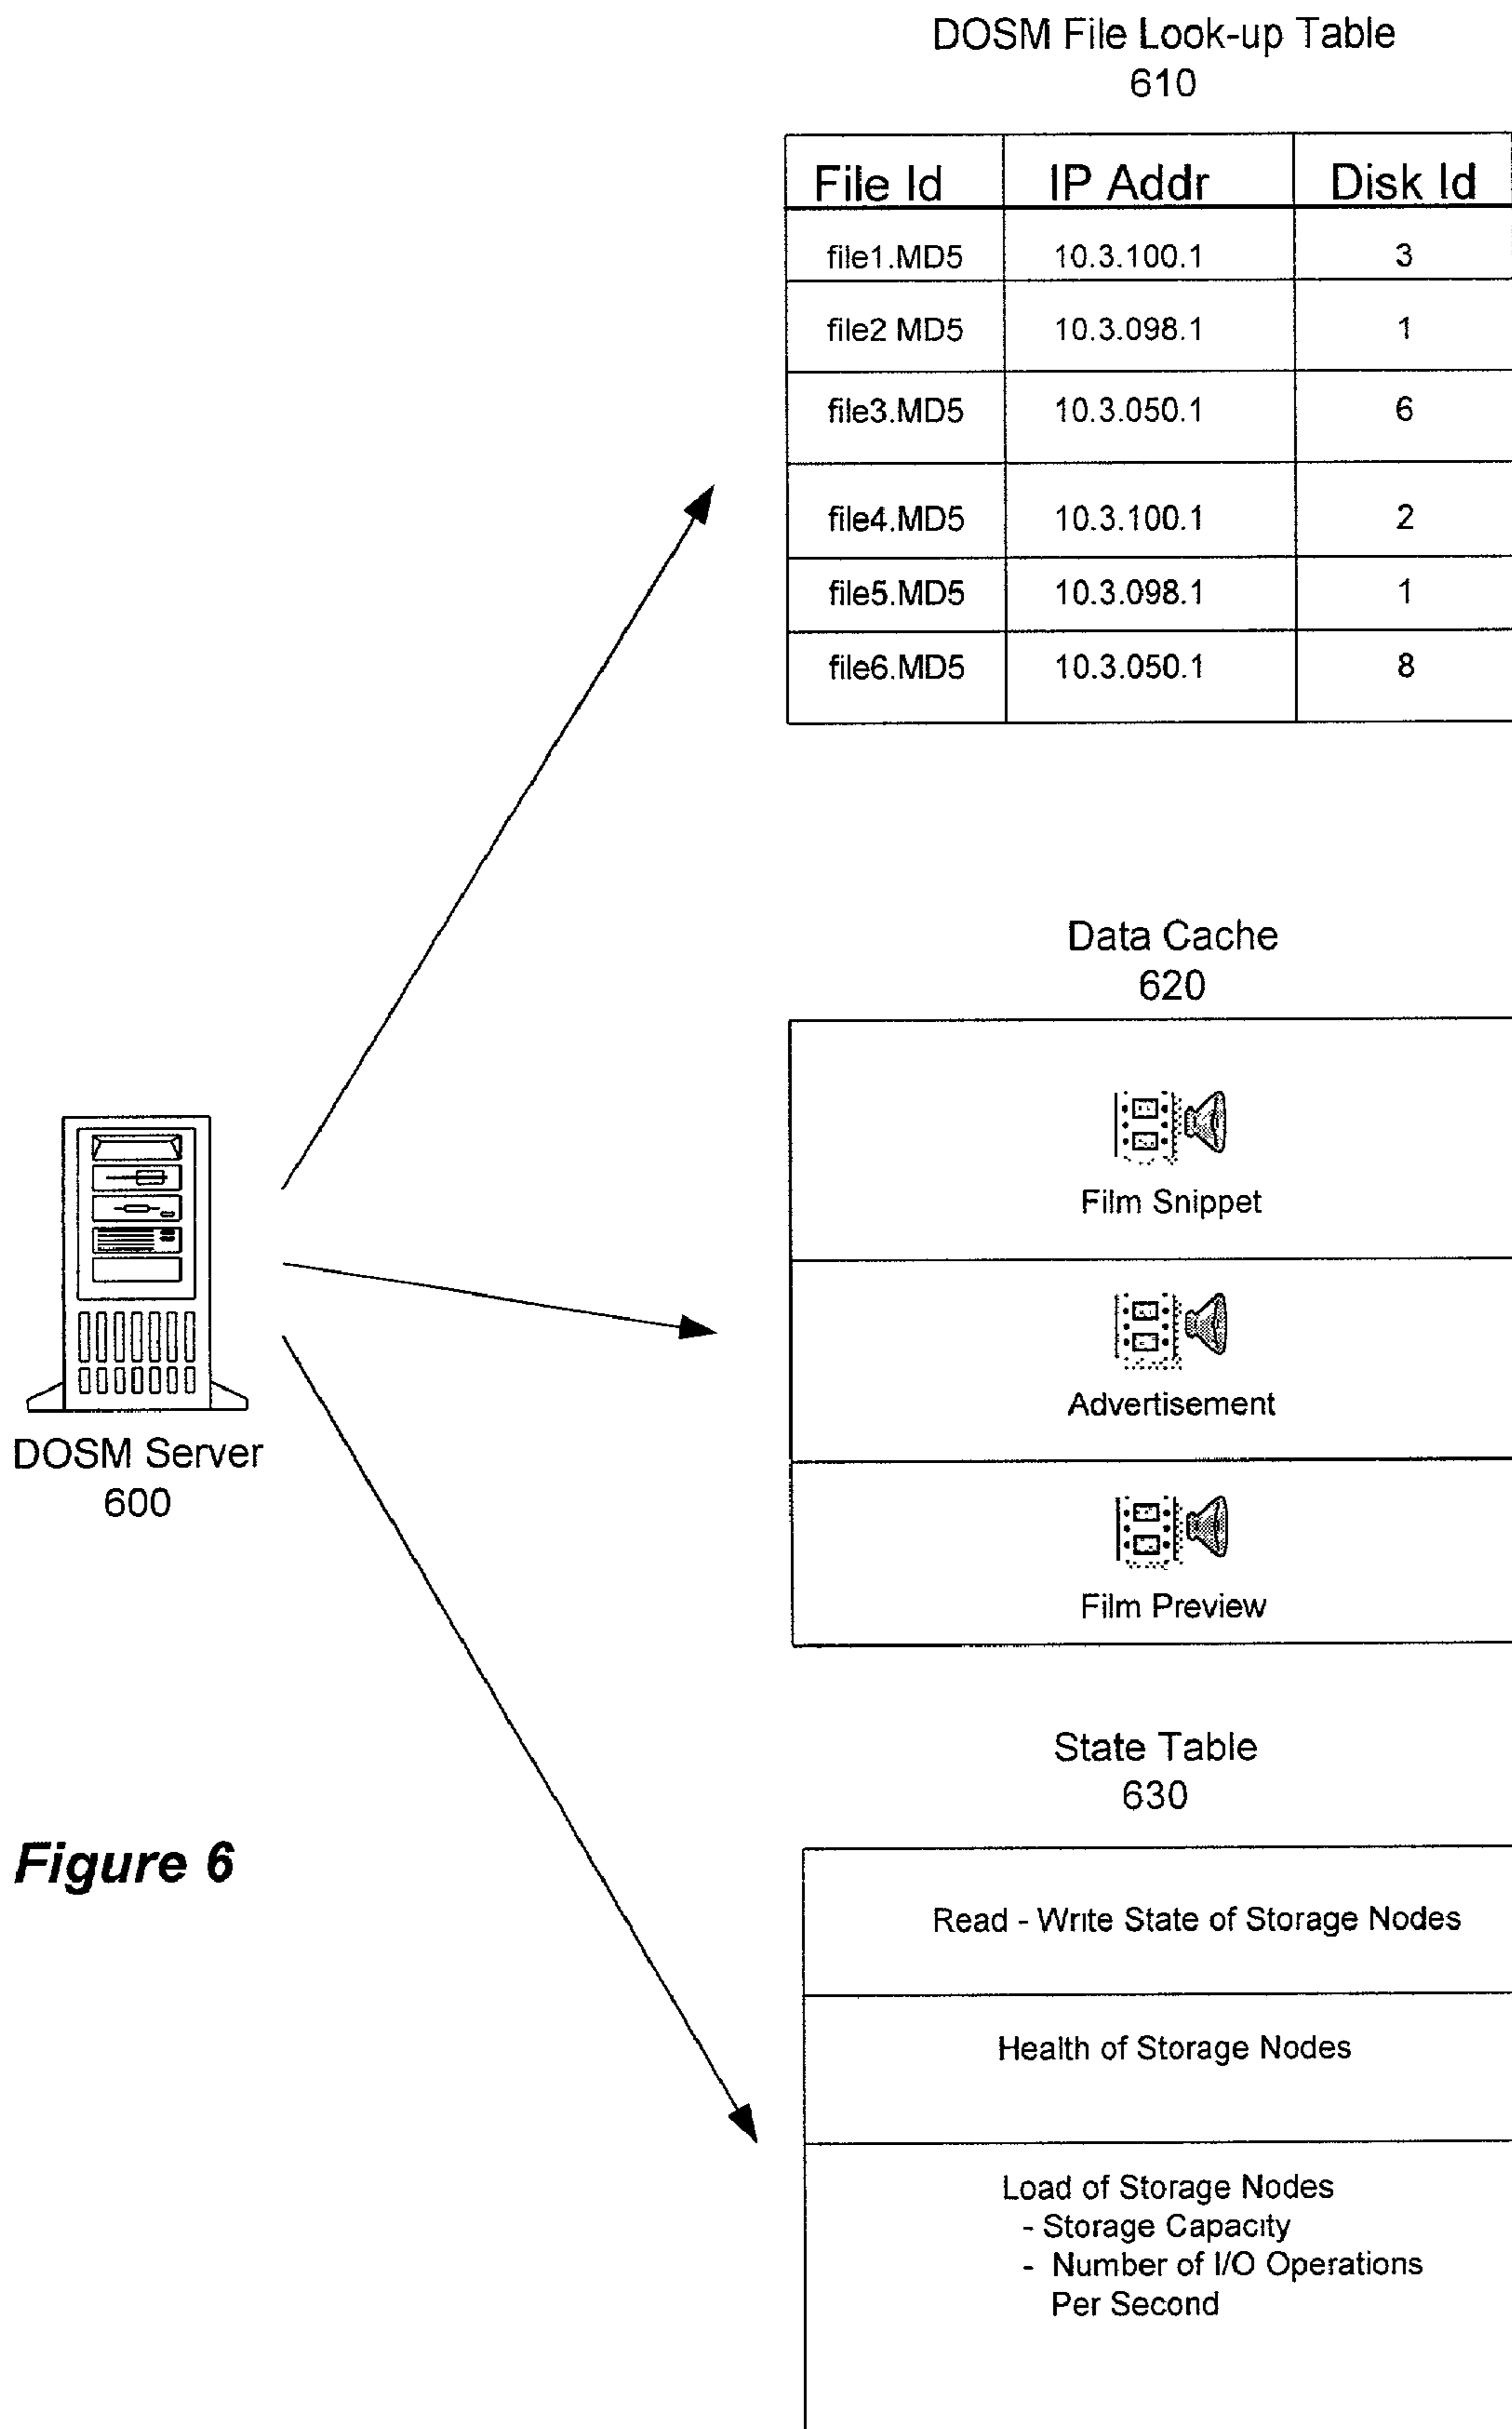 DOSM File Look-up Table
610
File Id IP Addr Disk Id
file1.MD5 10.3.100.1 3
file2 MD5 10.3.098.1 1
file3.MD5 10.3.050.1 6
file4.MD5 10.3.100.1 2
file5.MD5 10.3.098.1 1
file6.MD5 10.3.050.1 8
Data Cache
620
Film Snippet
Advertisement
Film Preview
DOSM Server
600
State Table
630
Read - Write State of Storage Nodes
Health of Storage Nodes
Load of Storage Nodes
- Storage Capacity
- Number of I/O Operations
Per Second
Figure 6